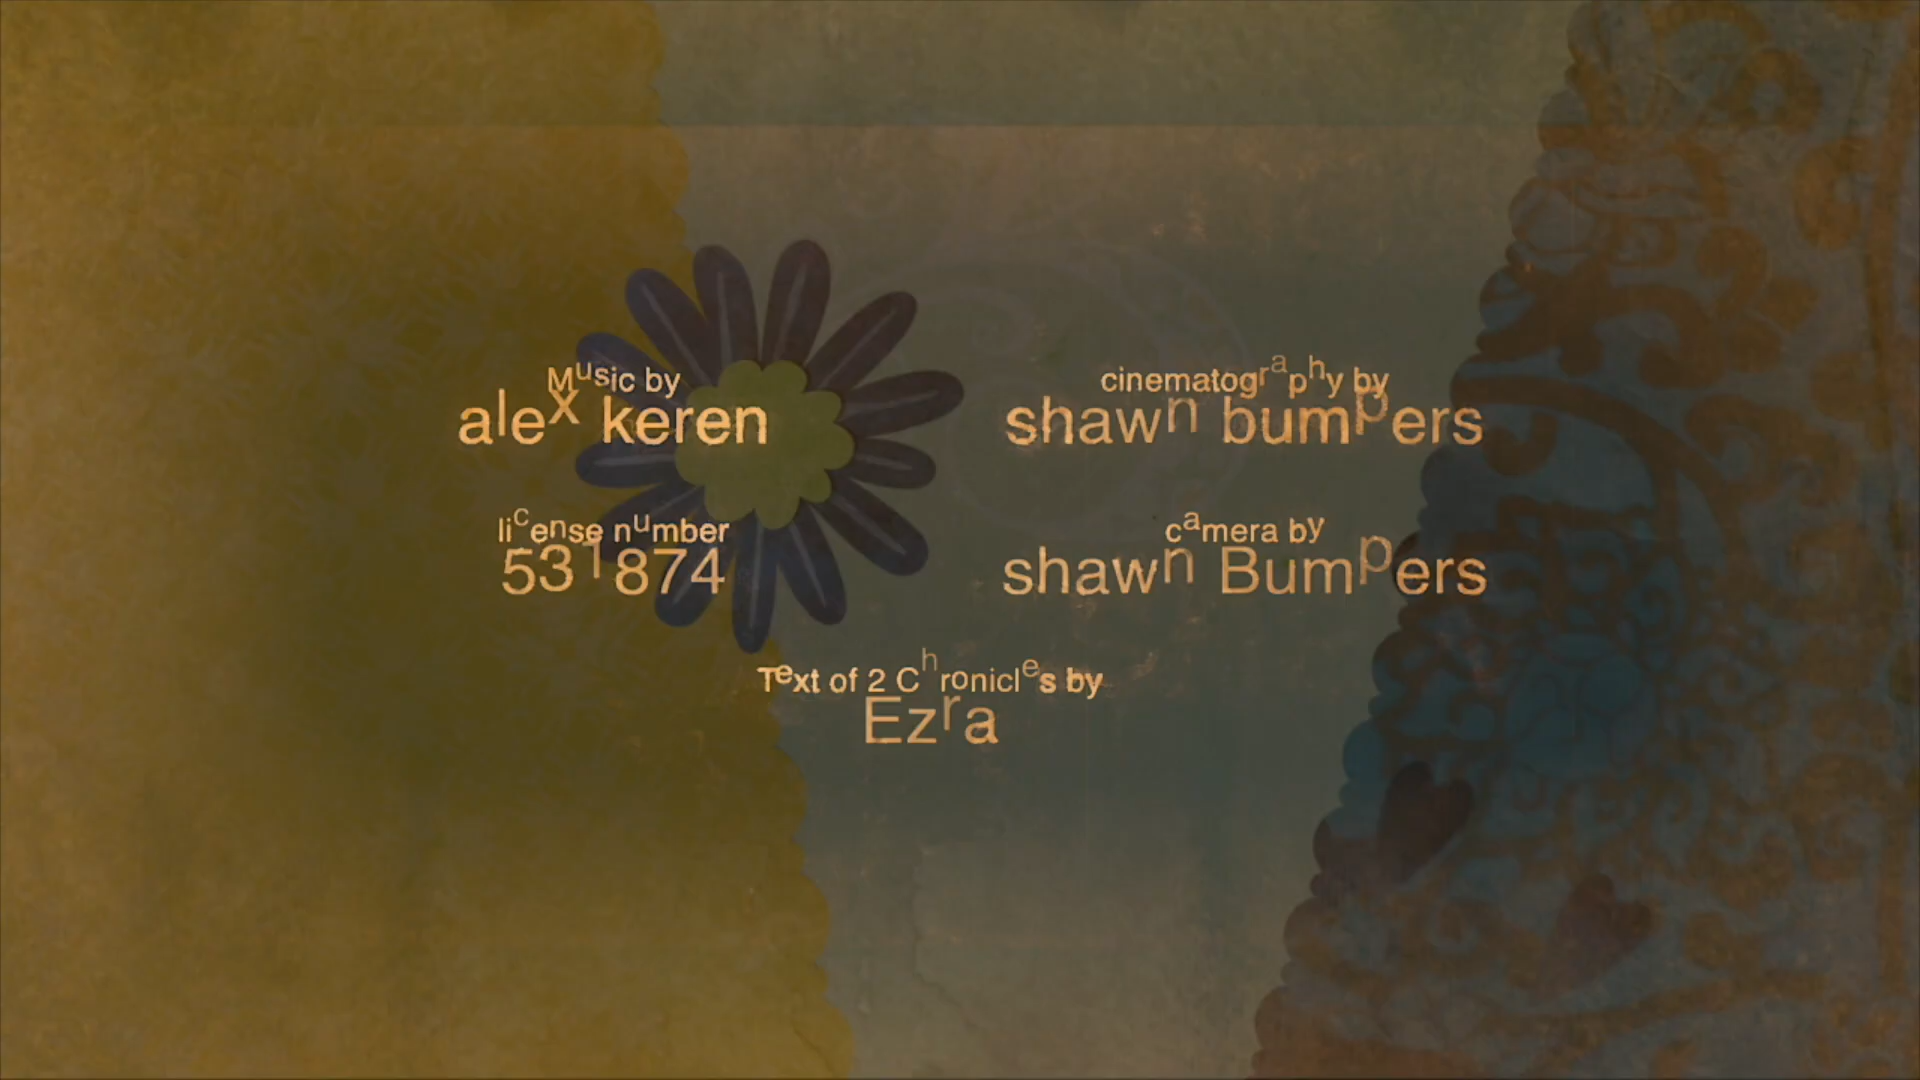 Music by
alex keren
cinematography by
shawn bumpers
license number
531874
camera by
shawn Bumpers
Text of 2 Chronicles by
Ezra